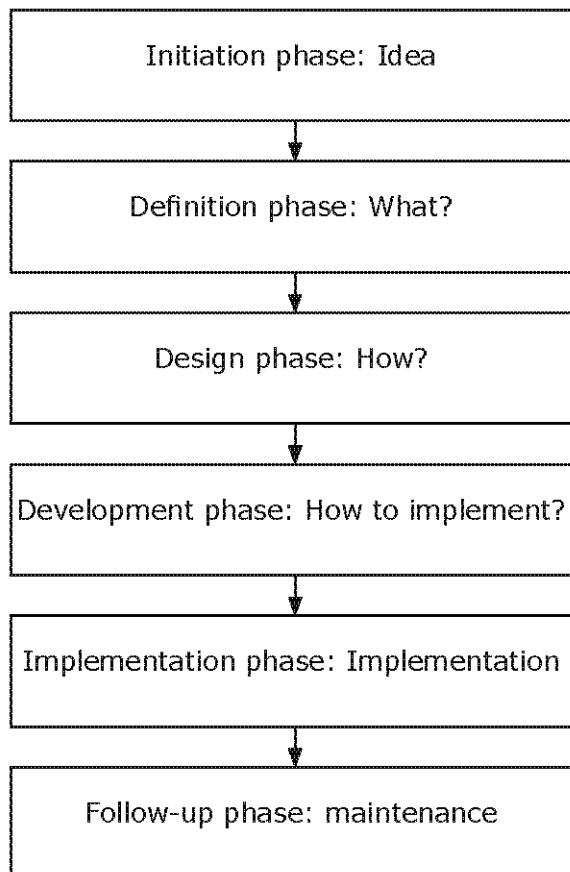 Initiation phase: Idea
Definition phase: What?
Design phase: How?
Development phase: How to implement?
Implementation phase: Implementation
Follow-up phase: maintenance